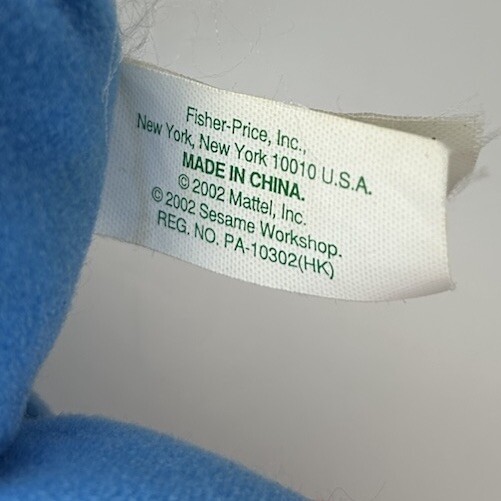 Fisher-Price, Inc.,
New York, New York 10010 U.S.A.
MADE IN CHINA.
© 2002 Mattel, Inc.
© 2002 Sesame Workshop.
REG. NO. PA-10302(HK)